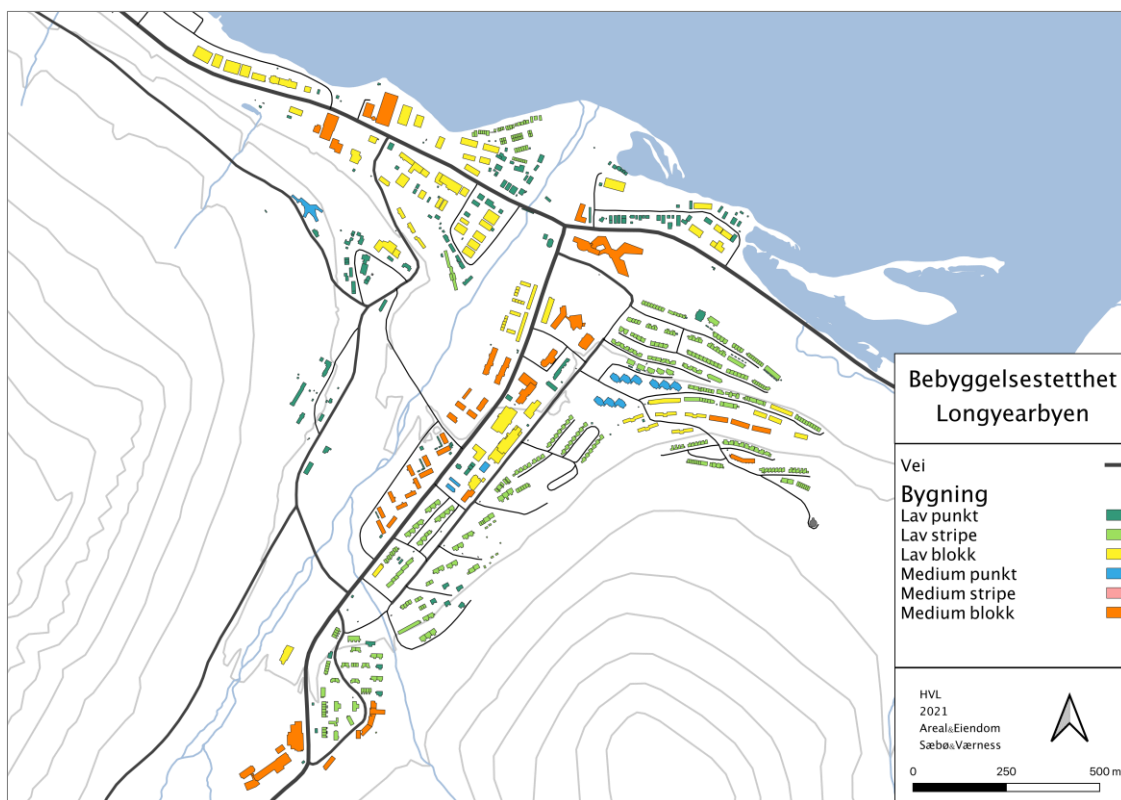 Bebyggelsestetthet
Longyearbyen
Vei
Bygning
Lav punkt
Lav stripe
Lav blokk
Medium punkt
Medium stripe
Medium blokk
HVL
2021
Areal&Eiendom
Sæbø&Værness
0 250 500 m